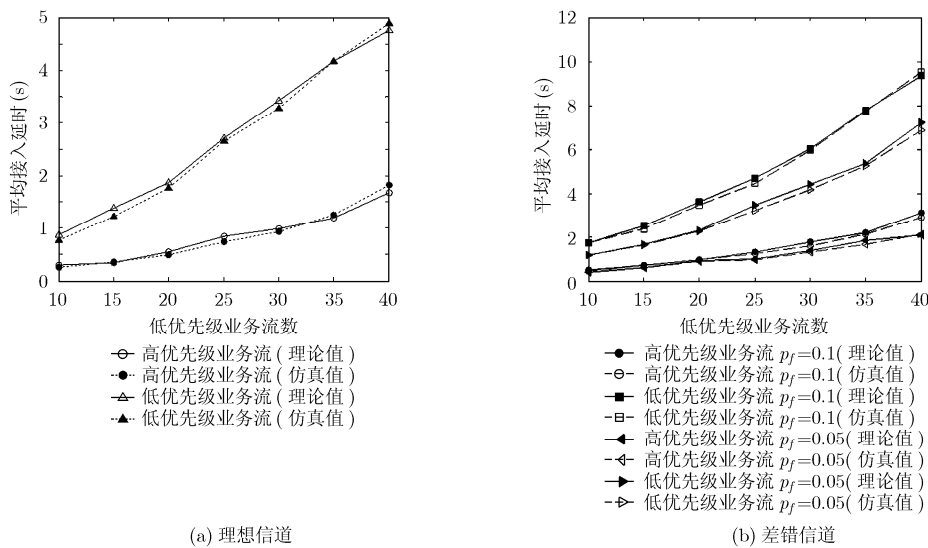 5
4
3
2
1
0
平均接入延时(s)
10 15 20 25 30 35 40
低优先级业务流数
高优先级业务流(理论值)
高优先级业务流(仿真值)
低优先级业务流(理论值)
低优先级业务流(仿真值)
(a) 理想信道
12
10
8
6
4
2
0
平均接入延时(s)
10 15 20 25 30 35 40
低优先级业务流数
高优先级业务流 p_f=0.1(理论值)
高优先级业务流 p_f=0.1(仿真值)
低优先级业务流 p_f=0.1(理论值)
低优先级业务流 p_f=0.1(仿真值)
高优先级业务流 p_f=0.05(理论值)
高优先级业务流 p_f=0.05(仿真值)
低优先级业务流 p_f=0.05(理论值)
低优先级业务流 p_f=0.05(仿真值)
(b) 差错信道